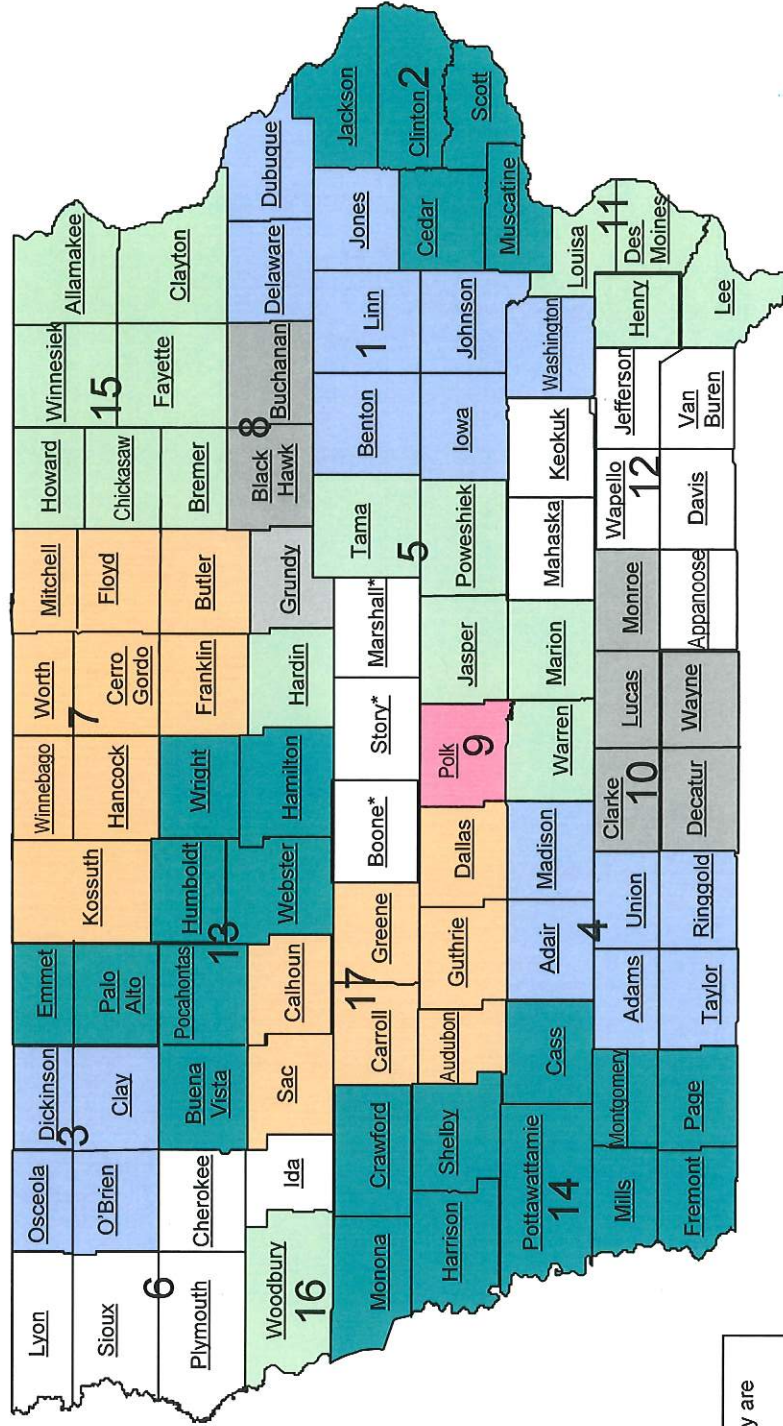 Lyon
Osceola
Dickinson
Emmet
Kossuth
Winnebago
Worth
Mitchell
Howard
Winnesiek
Allamakee
3
7
15
Sioux
O'Brien
Clay
Palo
Alto
Hancock
Cerro
Gordo
Floyd
Chickasaw
Fayette
Clayton
6
Plymouth
Cherokee
Buena
Vista
Pocahontas
Humboldt
Wright
Franklin
Butler
Bremer
13
8
Woodbury
16
Ida
Sac
Calhoun
Webster
Hamilton
Hardin
Grundy
Black
Hawk
Buchanan
Delaware
Dubuque
Monona
Crawford
Carroll
17
Greene
Boone*
Story*
Marshall*
Tama
Benton
Linn
1
Jones
Jackson
5
Harrison
Shelby
Audubon
Guthrie
Dallas
Polk
9
Jasper
Poweshiek
Iowa
Johnson
Cedar
Clinton
2
Scott
Muscatine
Pottawattamie
14
Cass
Adair
4
Madison
Warren
Marion
Mahaska
Keokuk
Washington
Louisa
11
Mills
Montgomery
Adams
Union
Clarke
10
Lucas
Monroe
Wapello
12
Jefferson
Henry
Des
Moines
Fremont
Page
Taylor
Ringgold
Decatur
Wayne
Appanoose
Davis
Van
Buren
Lee
y are